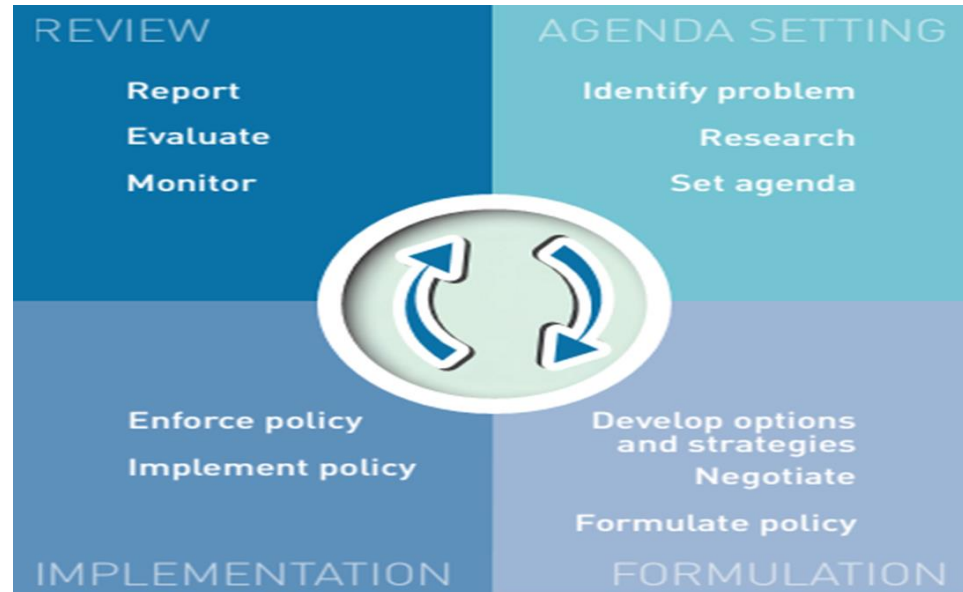 REVIEW
Report
Evaluate
Monitor
AGENDA SETTING
Identify problem
Research
Set agenda
Enforce policy
Implement policy
IMPLEMENTATION
Develop options
and strategies
Negotiate
Formulate policy
FORMULATION